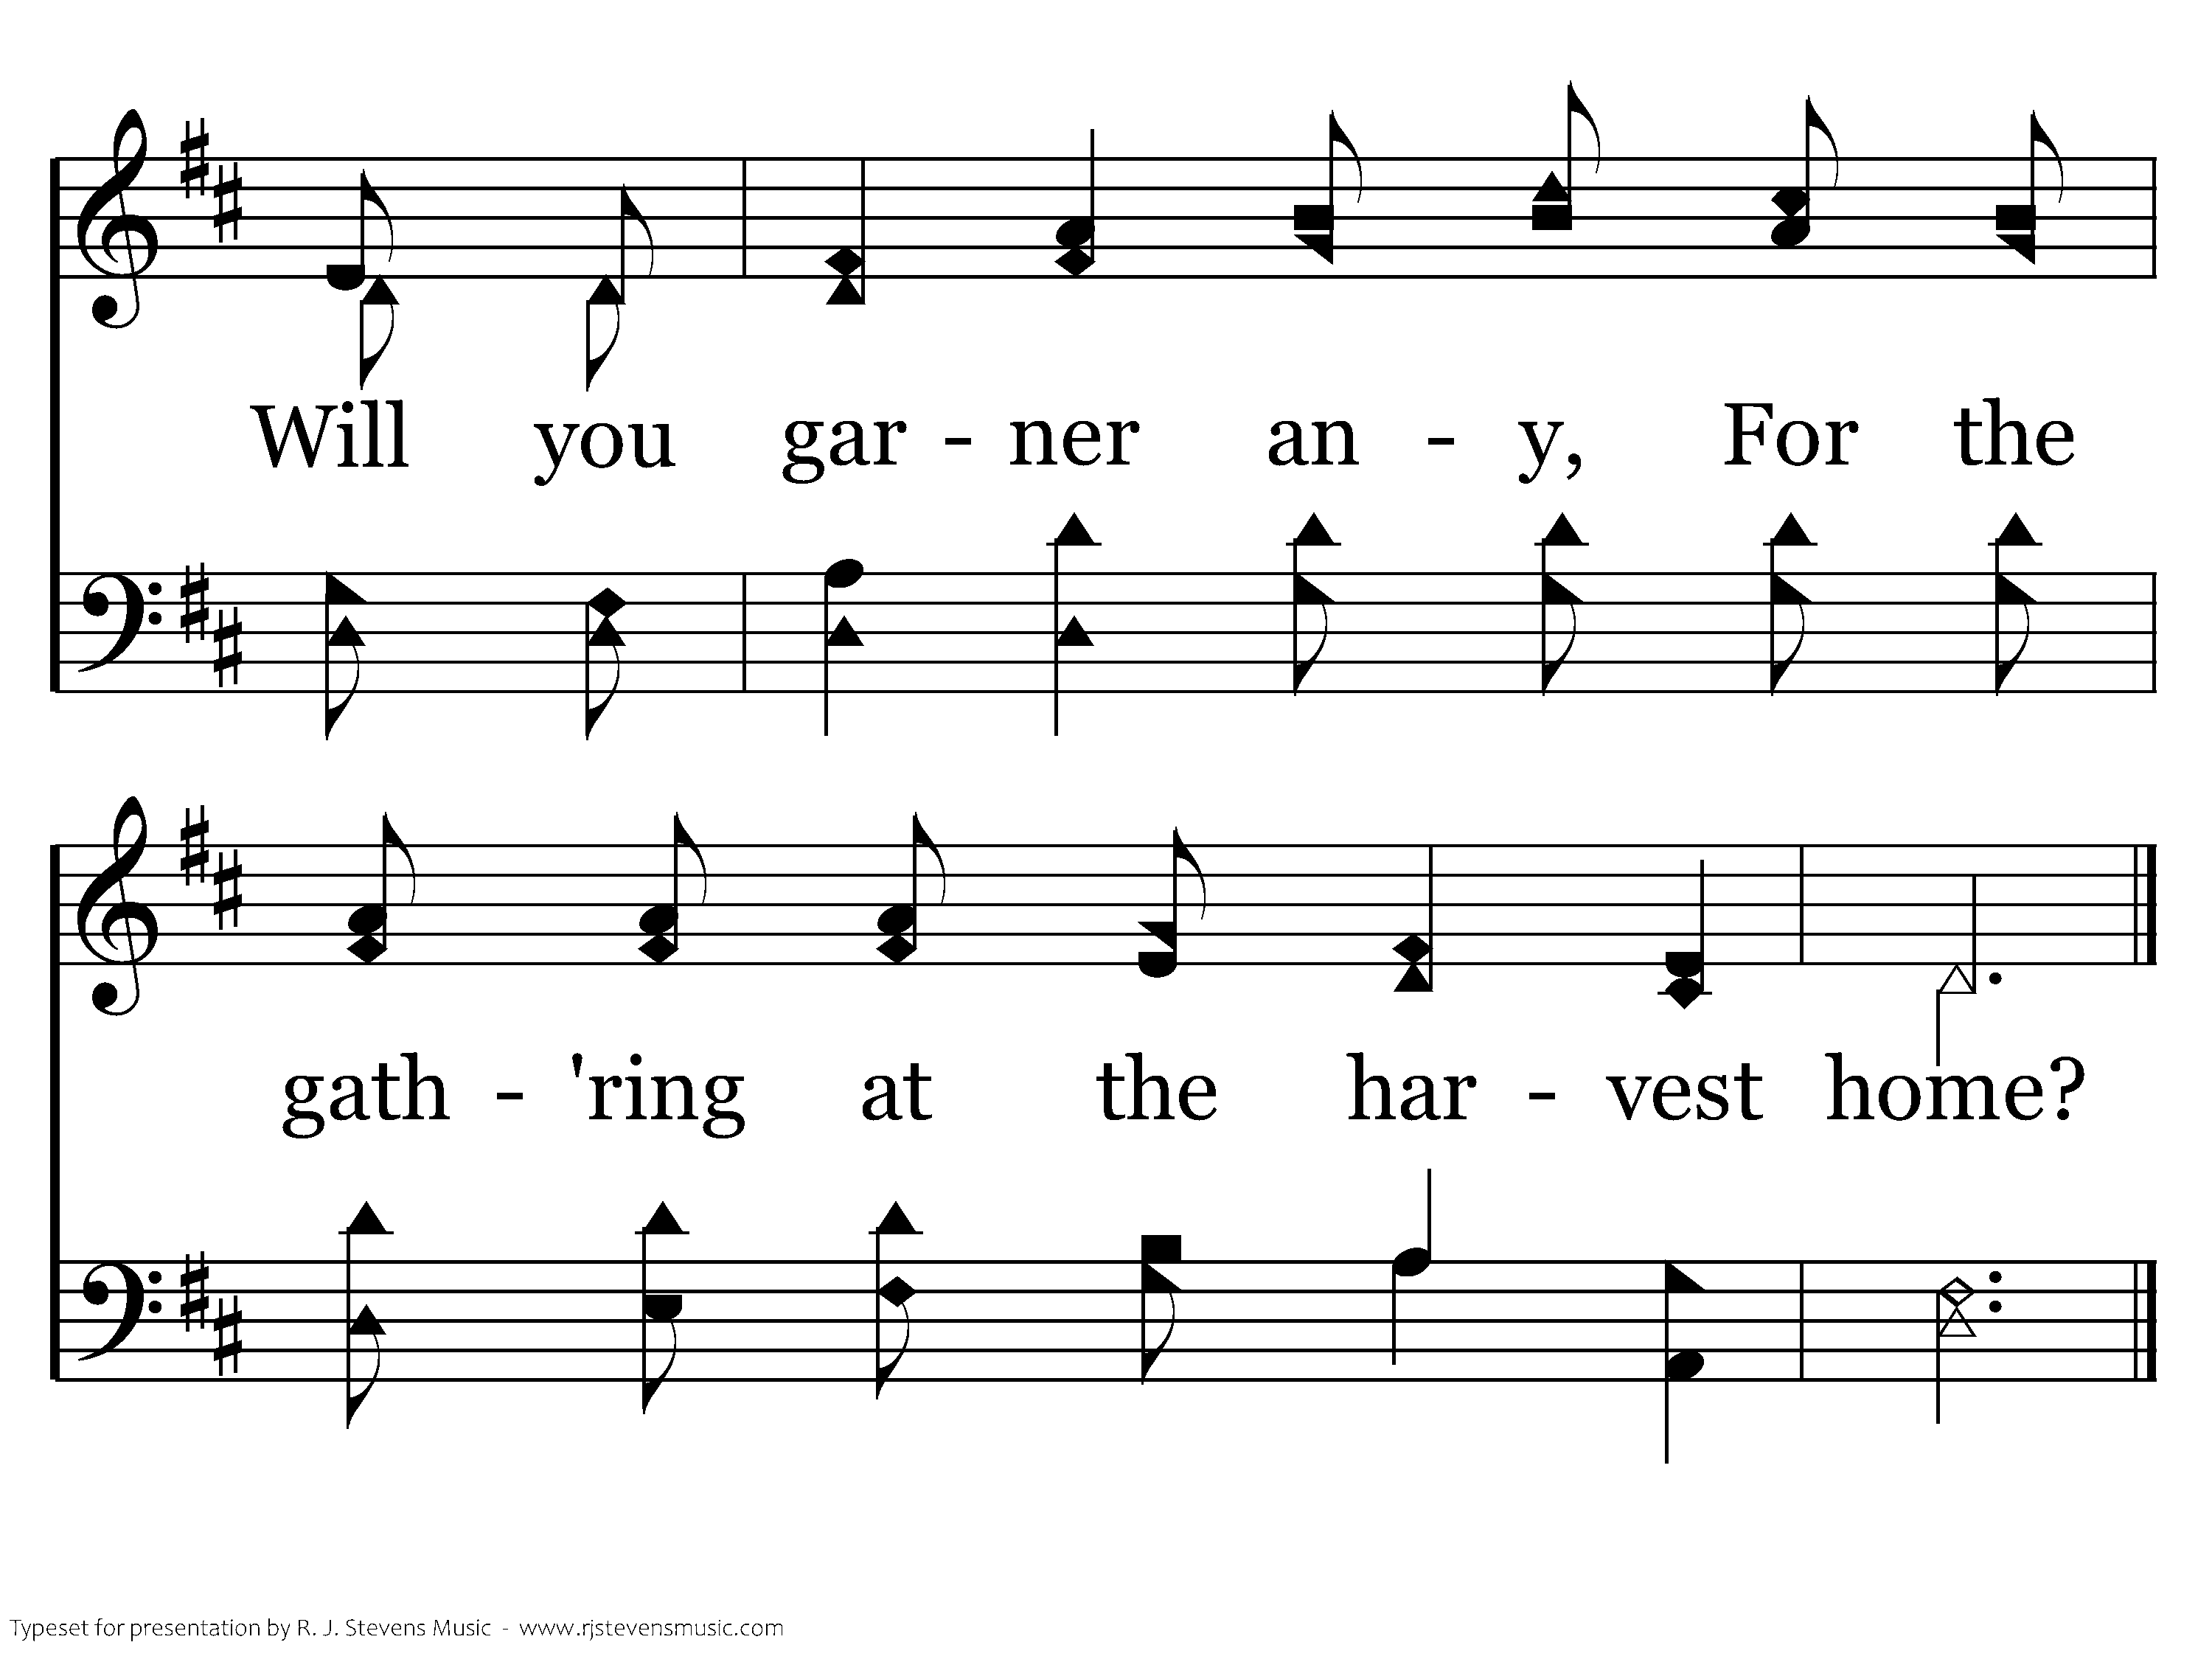 Will you gar - ner an - y, For the
gath - 'ring at the har - vest home?
Typeset for presentation by R. J. Stevens Music - www.rjstevensmusic.com